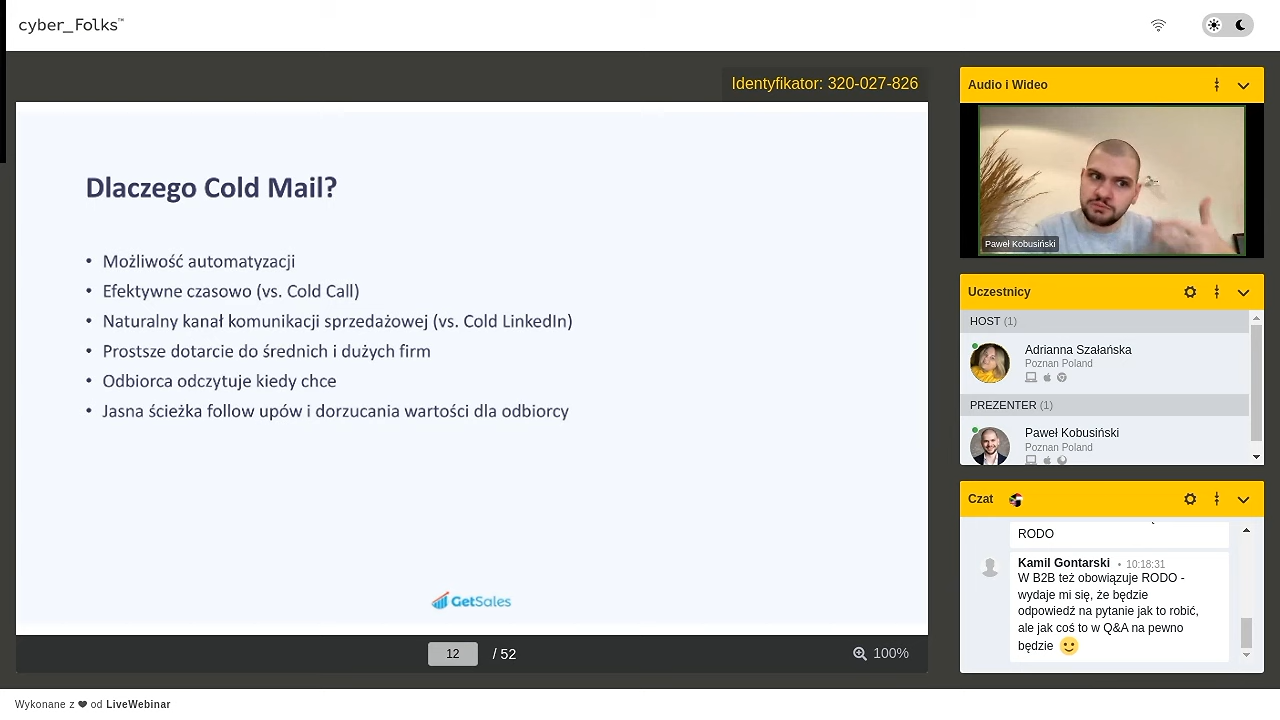 cyber_Folks™
Identyfikator: 320-027-826
Dlaczego Cold Mail?
• Możliwość automatyzacji
• Efektywne czasowo (vs. Cold Call)
• Naturalny kanał komunikacji sprzedażowej (vs. Cold LinkedIn)
• Prostsze dotarcie do średnich i dużych firm
• Odbiorca odczytuje kiedy chce
• Jasna ścieżka follow upów i dorzucania wartości dla odbiorcy
GetSales
12 / 52
100%
Audio i Wideo
Paweł Kobusiński
Uczestnicy
HOST (1)
Adrianna Szałańska
Poznan Poland
PREZENTER (1)
Paweł Kobusiński
Poznan Poland
Czat
RODO
Kamil Gontarski • 10:18:31
W B2B też obowiązuje RODO -
wydaje mi się, że będzie
odpowiedź na pytanie jak to robić,
ale jak coś to w Q&A na pewno
będzie
Wykonane z ❤ od LiveWebinar